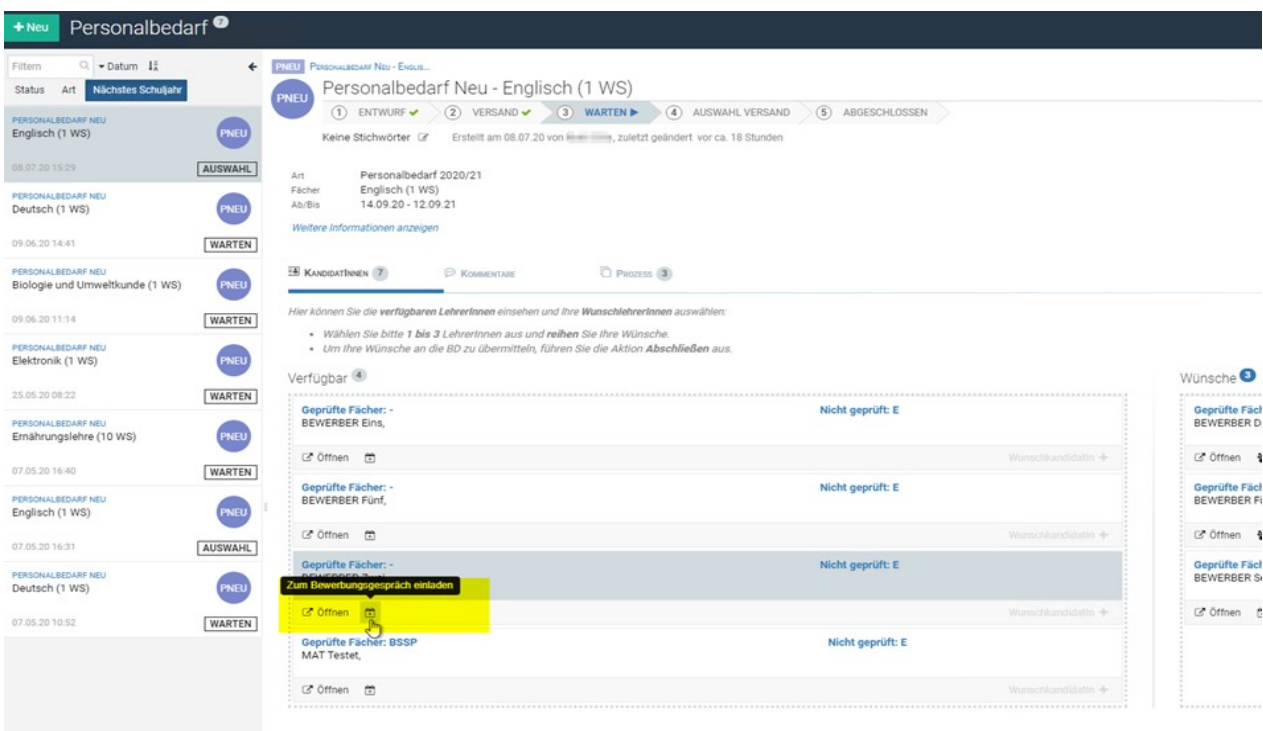 + Neu Personalbedarf 7
Filtern Datum
Status Art Nächstes Schuljahr
PERSONALBEDARF NEU
Englisch (1 WS)
PNEU
08.07.20 15:29 AUSWAHL
PERSONALBEDARF NEU
Deutsch (1 WS)
PNEU
09.06.20 14:41 WARTEN
PERSONALBEDARF NEU
Biologie und Umweltkunde (1 WS)
PNEU
09.06.20 11:14 WARTEN
PERSONALBEDARF NEU
Elektronik (1 WS)
PNEU
25.05.20 08:22 WARTEN
PERSONALBEDARF NEU
Ernährungslehre (10 WS)
PNEU
07.05.20 16:40 WARTEN
PERSONALBEDARF NEU
Englisch (1 WS)
PNEU
07.05.20 16:31 AUSWAHL
PERSONALBEDARF NEU
Deutsch (1 WS)
PNEU
07.05.20 10:52 WARTEN
PNEU PERSONALBEDARF NEU - ENGLIS...
PNEU
Personalbedarf Neu - Englisch (1 WS)
1 ENTWURF 2 VERSAND 3 WARTEN 4 AUSWAHL VERSAND 5 ABGESCHLOSSEN
Keine Stichwörter Erstellt am 08.07.20 von , zuletzt geändert vor ca. 18 Stunden
Art Personalbedarf 2020/21
Fächer Englisch (1 WS)
Ab/Bis 14.09.20 - 12.09.21
Weitere Informationen anzeigen
KANDIDATINNEN 7 KOMMENTARE PROZESS 3
Hier können Sie die verfügbaren LehrerInnen einsehen und Ihre WunschlehrerInnen auswählen:
• Wählen Sie bitte 1 bis 3 LehrerInnen aus und reihen Sie Ihre Wünsche.
• Um Ihre Wünsche an die BD zu übermitteln, führen Sie die Aktion Abschließen aus.
Verfügbar 4
Geprüfte Fächer: - Nicht geprüft: E
BEWERBER Eins,
Öffnen WunschkandidatIn +
Geprüfte Fächer: - Nicht geprüft: E
BEWERBER Fünf,
Öffnen WunschkandidatIn +
Geprüfte Fächer: - Nicht geprüft: E
Zum Bewerbungsgespräch einladen
Öffnen WunschkandidatIn +
Geprüfte Fächer: BSSP Nicht geprüft: E
MAT Testet,
Öffnen WunschkandidatIn +
Wünsche 3
Geprüfte Fäch
BEWERBER D
Öffnen
Geprüfte Fäch
BEWERBER Fü
Öffnen
Geprüfte Fäch
BEWERBER Se
Öffnen